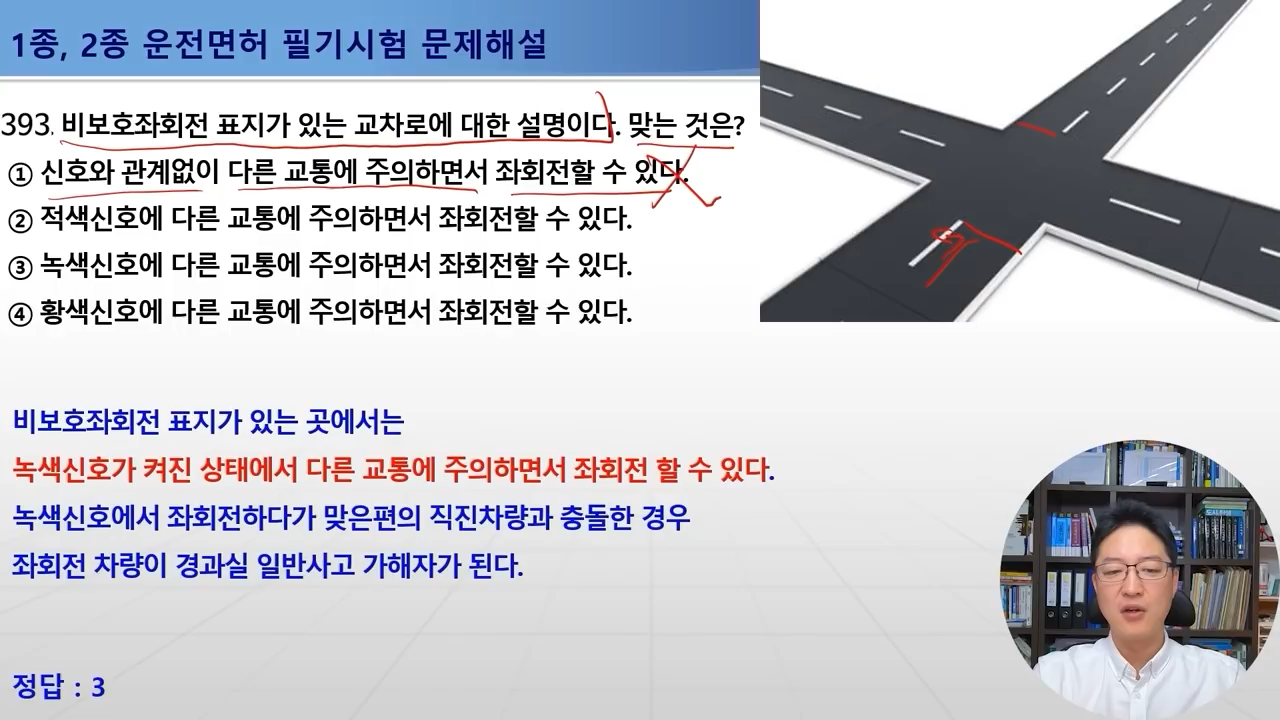 1종, 2종 운전면허 필기시험 문제해설
393. 비보호좌회전 표지가 있는 교차로에 대한 설명이다. 맞는 것은?
① 신호와 관계없이 다른 교통에 주의하면서 좌회전할 수 있다.
② 적색신호에 다른 교통에 주의하면서 좌회전할 수 있다.
③ 녹색신호에 다른 교통에 주의하면서 좌회전할 수 있다.
④ 황색신호에 다른 교통에 주의하면서 좌회전할 수 있다.
비보호좌회전 표지가 있는 곳에서는
녹색신호가 켜진 상태에서 다른 교통에 주의하면서 좌회전 할 수 있다.
녹색신호에서 좌회전하다가 맞은편의 직진차량과 충돌한 경우
좌회전 차량이 경과실 일반사고 가해자가 된다.
정답 : 3